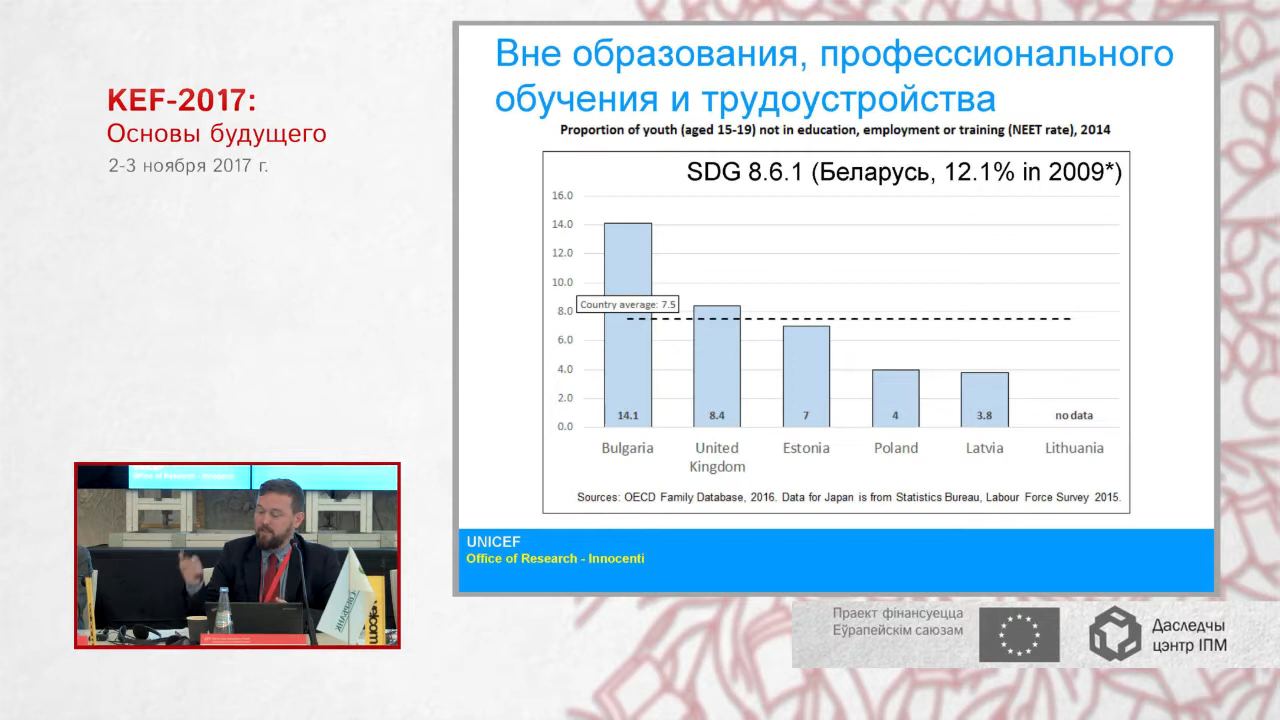 KEF-2017:
Основы будущего
2-3 ноября 2017 г.
Вне образования, профессионального
обучения и трудоустройства
Proportion of youth (aged 15-19) not in education, employment or training (NEET rate), 2014
SDG 8.6.1 (Беларусь, 12.1% in 2009*)
16.0
14.0
12.0
10.0
8.0
6.0
4.0
2.0
0.0
Country average: 7.5
14.1
8.4
7
4
3.8
no data
Bulgaria
United
Kingdom
Estonia
Poland
Latvia
Lithuania
Sources: OECD Family Database, 2016. Data for Japan is from Statistics Bureau, Labour Force Survey 2015.
UNICEF
Office of Research - Innocenti
Office of Research - Innocenti
velcom
Праект фінансуецца
Еўрапейскім саюзам
Даследчы
цэнтр ІПМ